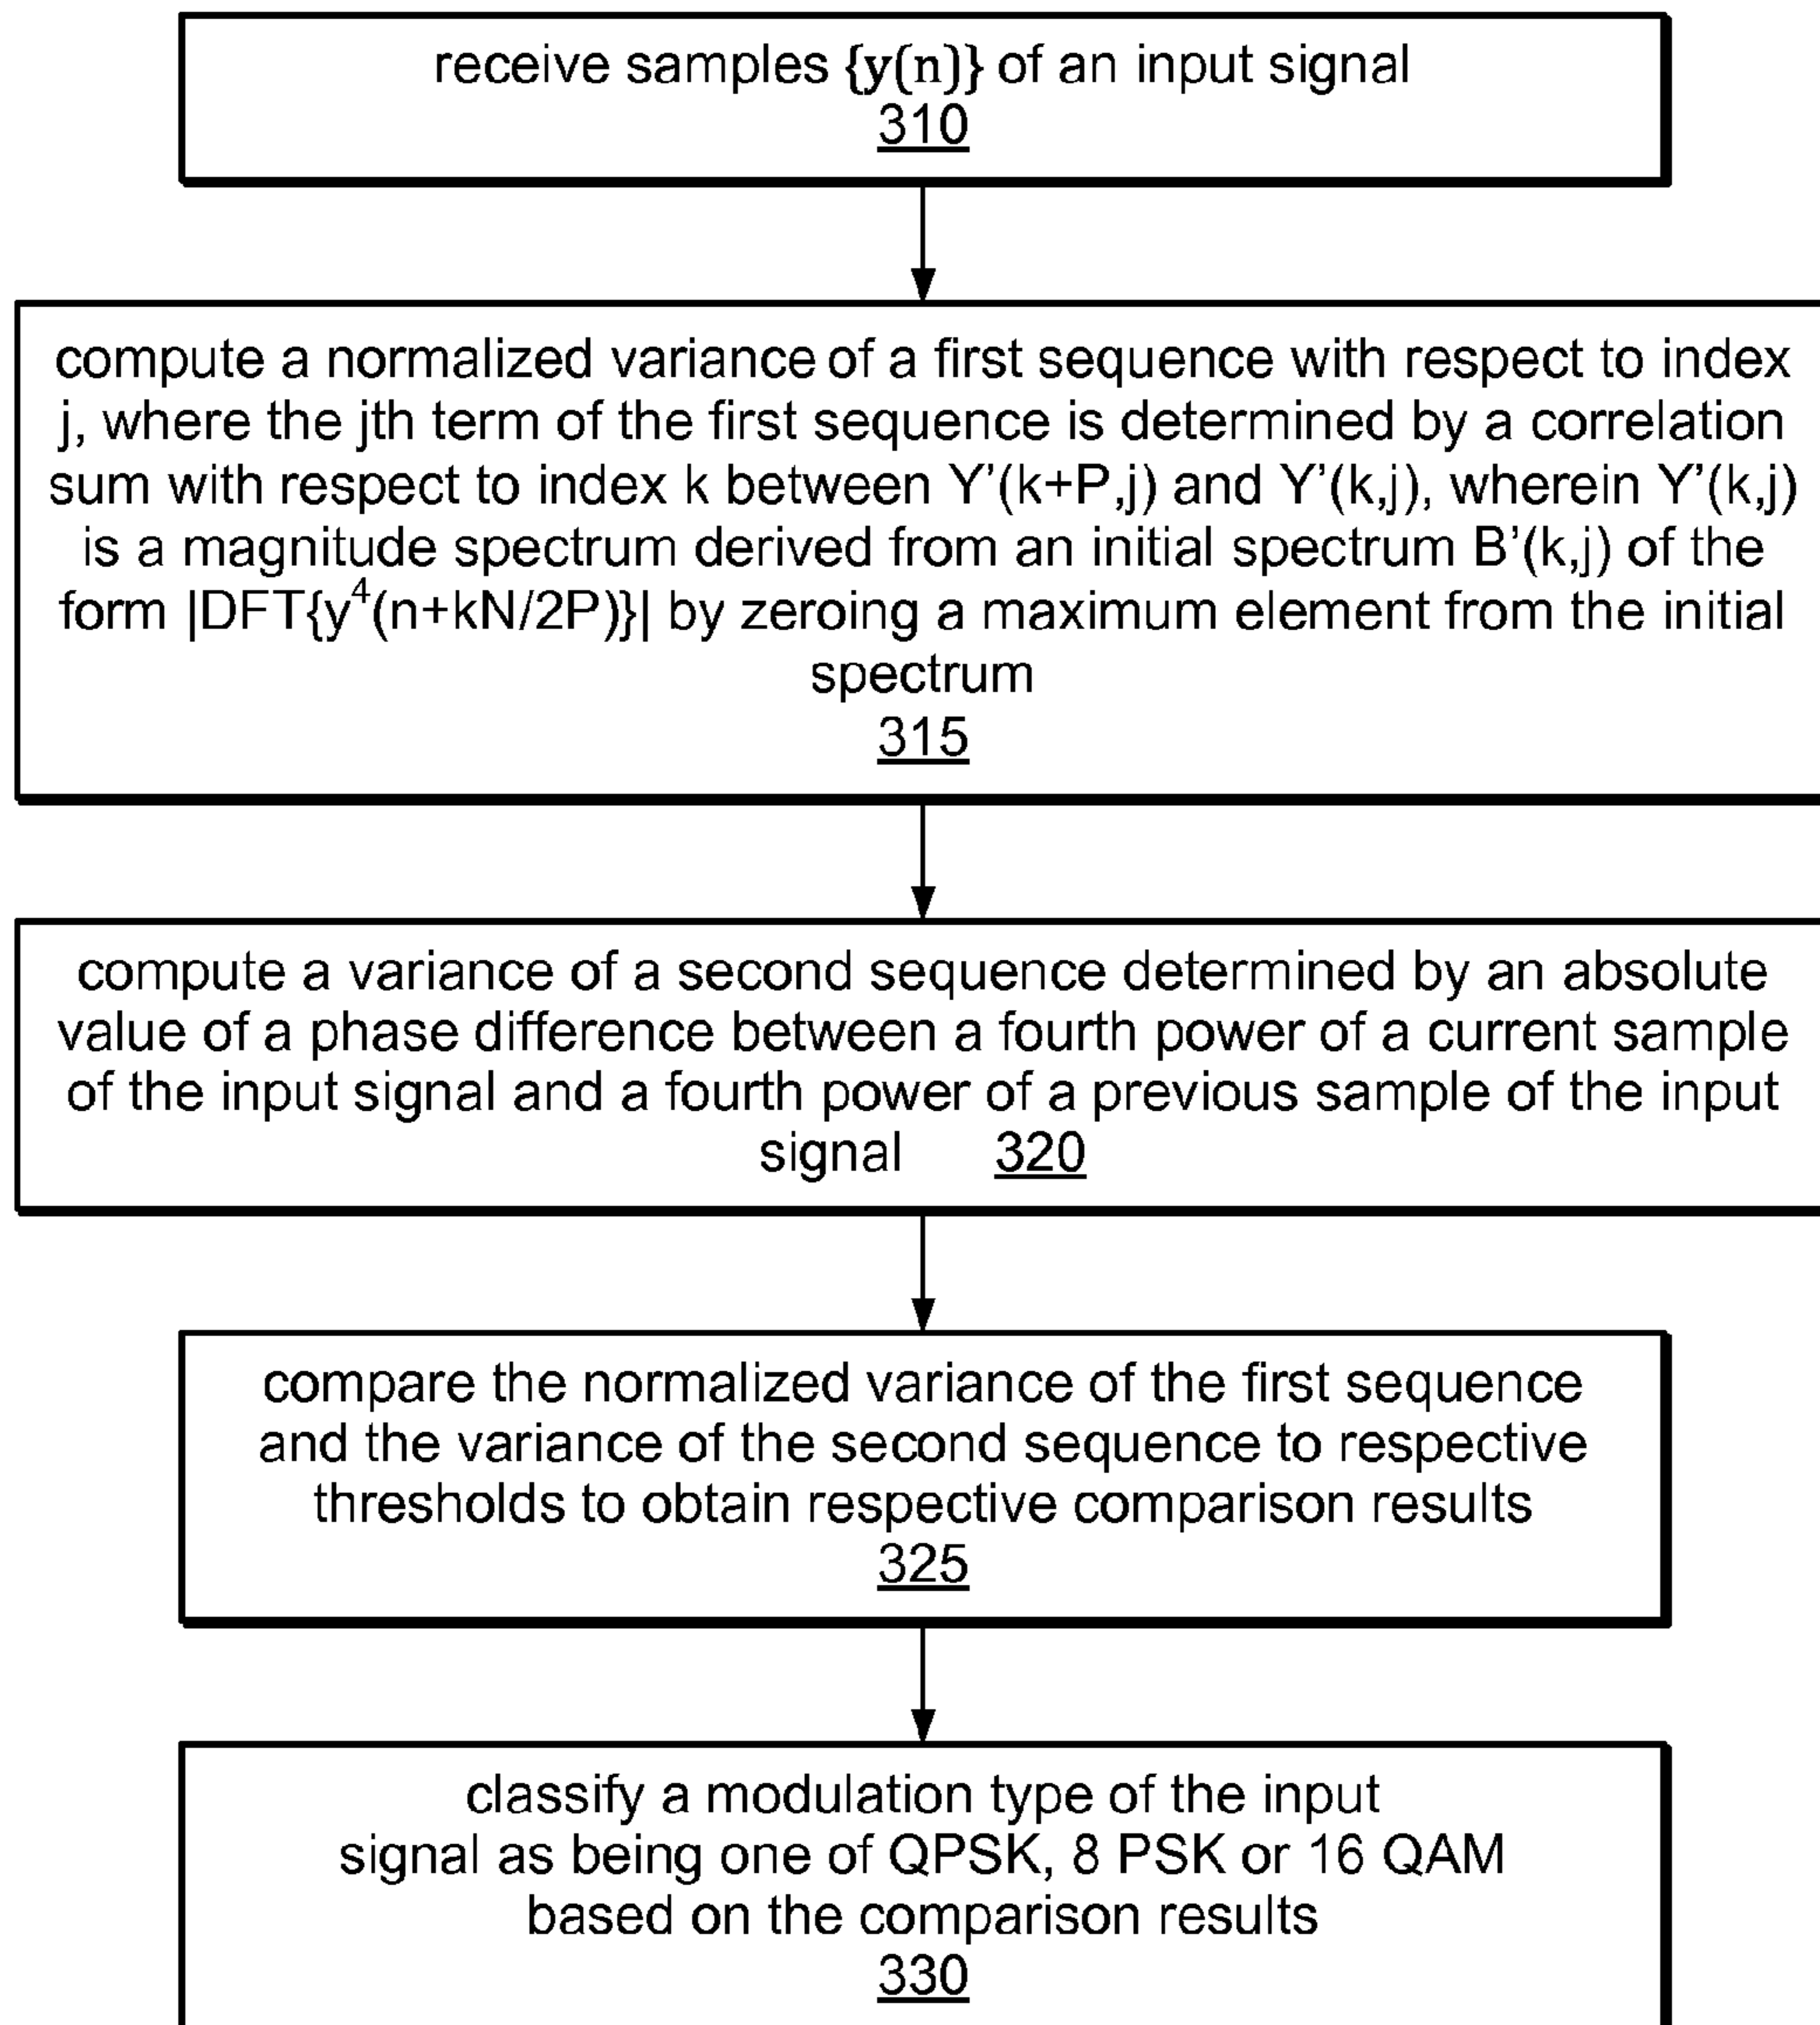 receive samples {y(n)} of an input signal
310
compute a normalized variance of a first sequence with respect to index
j, where the jth term of the first sequence is determined by a correlation
sum with respect to index k between Y’(k+P,j) and Y’(k,j), wherein Y’(k,j)
is a magnitude spectrum derived from an initial spectrum B’(k,j) of the
form |DFT{y⁴(n+kN/2P)}| by zeroing a maximum element from the initial
spectrum
315
compute a variance of a second sequence determined by an absolute
value of a phase difference between a fourth power of a current sample
of the input signal and a fourth power of a previous sample of the input
signal 320
compare the normalized variance of the first sequence
and the variance of the second sequence to respective
thresholds to obtain respective comparison results
325
classify a modulation type of the input
signal as being one of QPSK, 8 PSK or 16 QAM
based on the comparison results
330